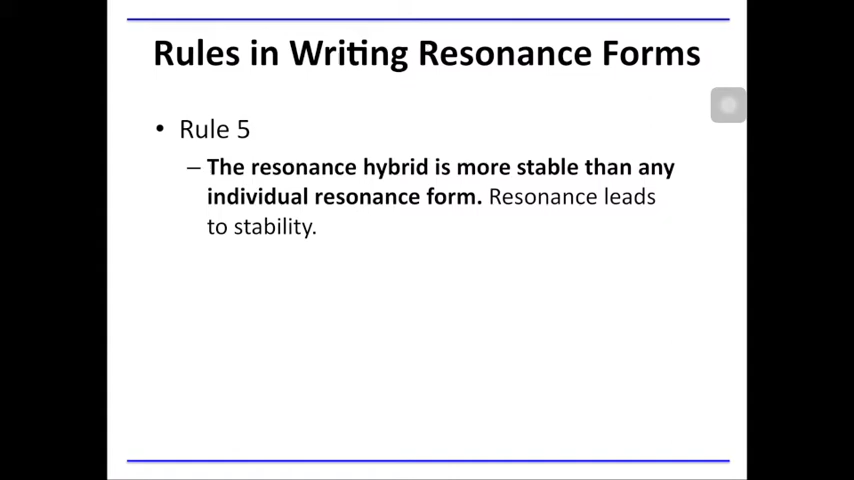 Rules in Writing Resonance Forms
• Rule 5
– The resonance hybrid is more stable than any
individual resonance form. Resonance leads
to stability.